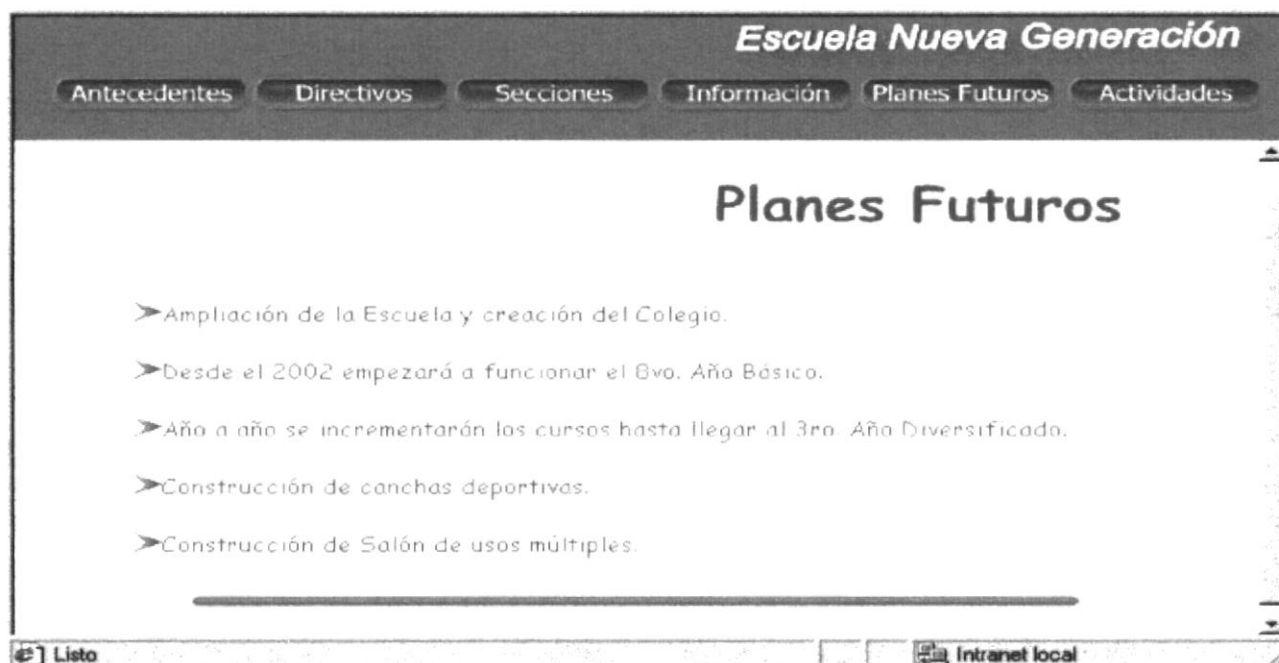 Escuela Nueva Generación
Antecedentes Directivos Secciones Información Planes Futuros Actividades
Planes Futuros
Ampliación de la Escuela y creación del Colegio.
Desde el 2002 empezará a funcionar el 8vo. Año Básico.
Año a año se incrementarán los cursos hasta llegar al 3ro. Año Diversificado.
Construcción de canchas deportivas.
Construcción de Salón de usos múltiples.
Listo Intranet local